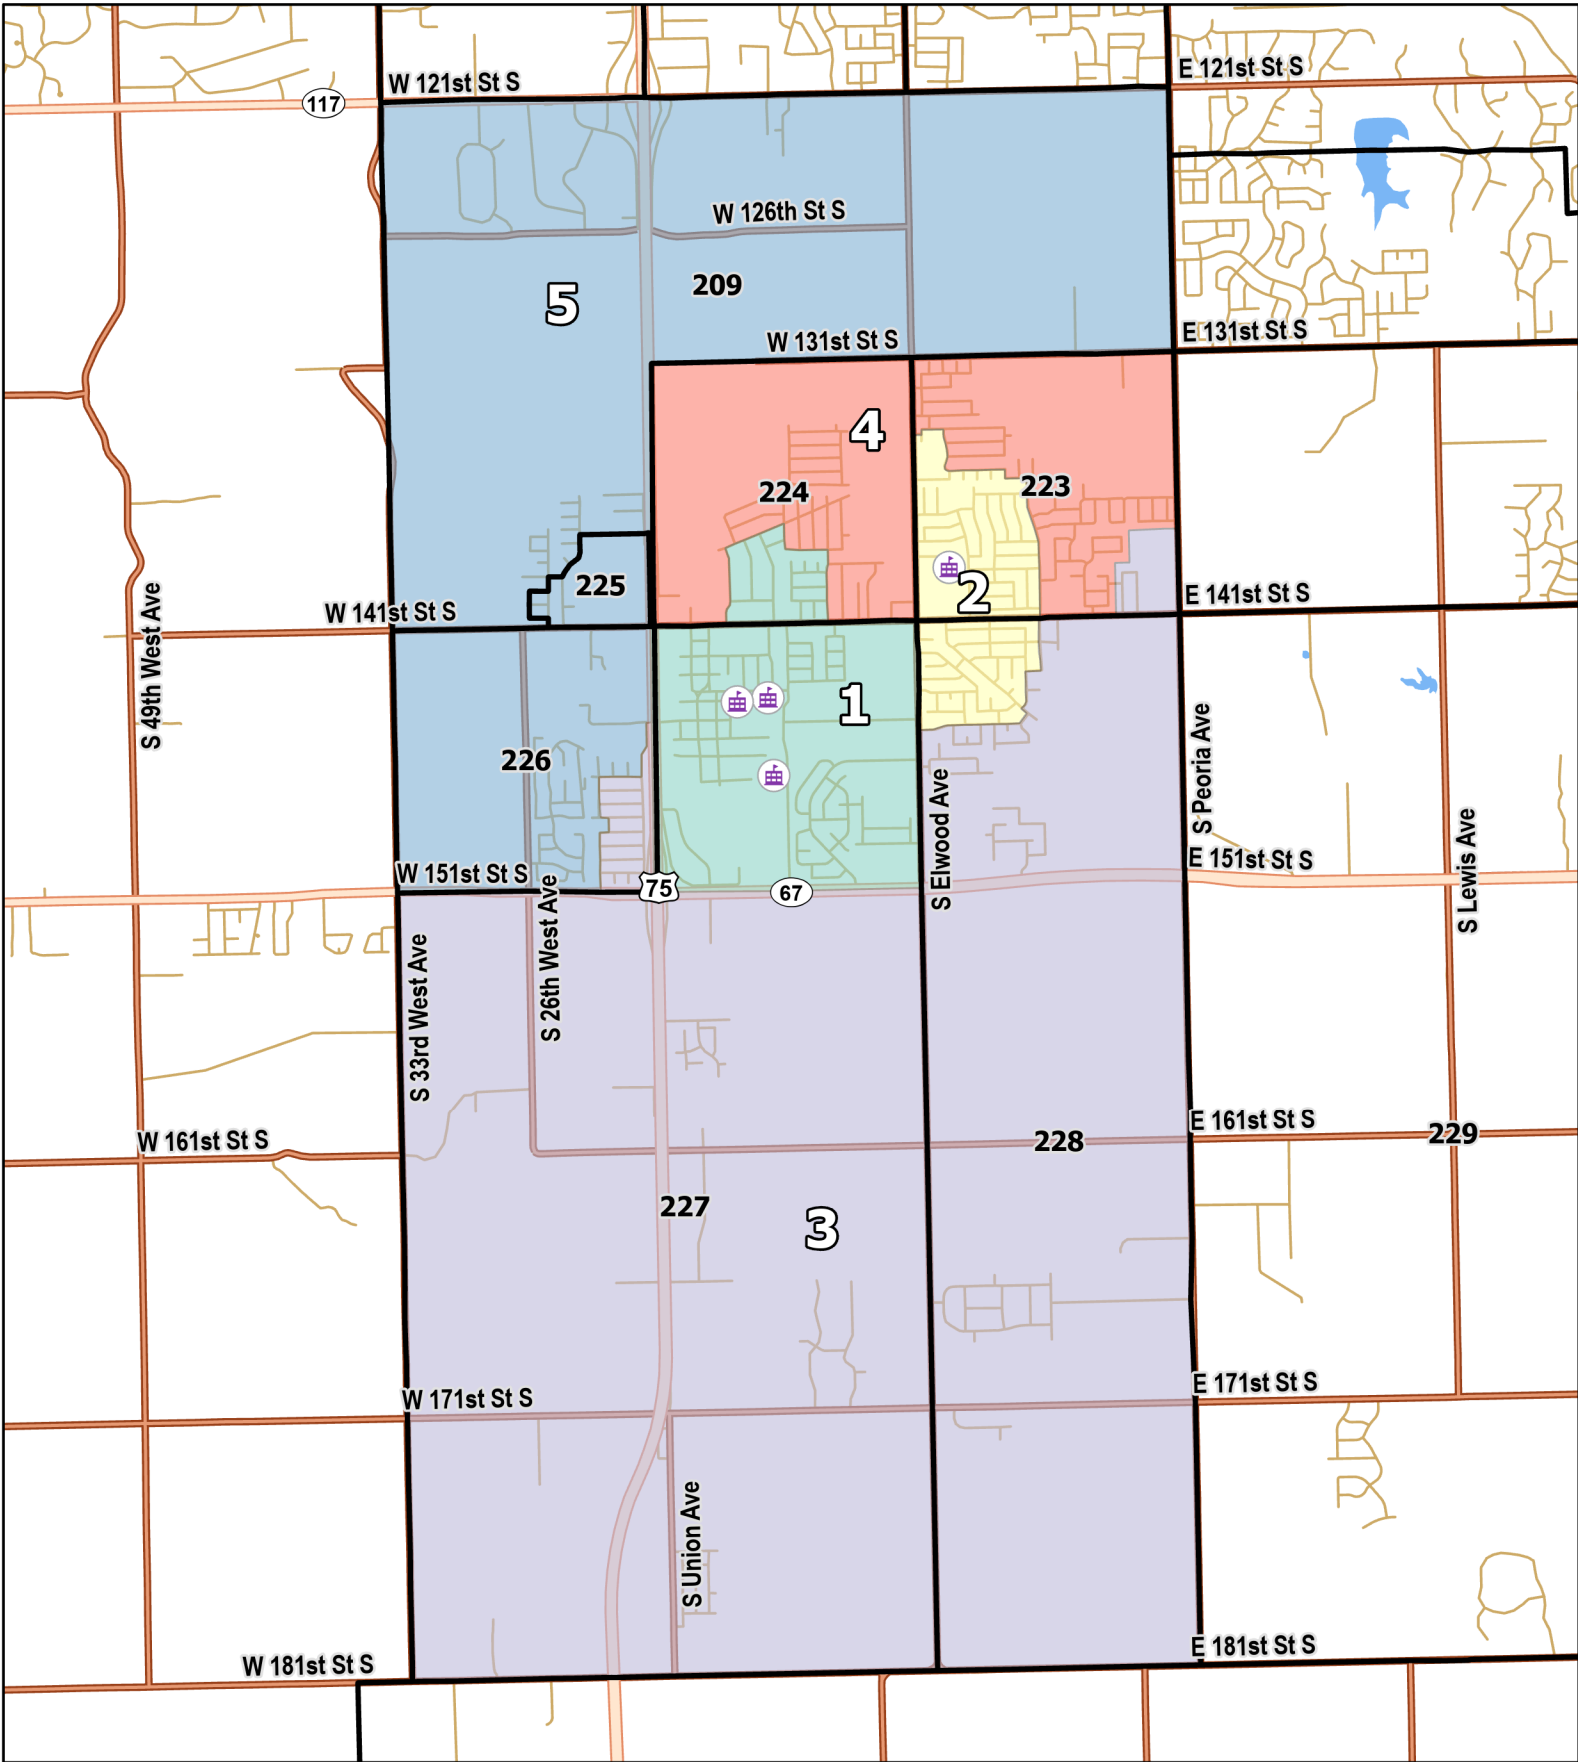 E 121st St S
W 121st St S
117
W 126th St S
209
5
E 131st St S
W 131st St S
4
223
224
225
2
E 141st St S
W 141st St S
S 49th West Ave
1
226
S Peoria Ave
S Elwood Ave
S Lewis Ave
E 151st St S
W 151st St S
75
67
S 26th West Ave
S 33rd West Ave
E 161st St S
W 161st St S
228
229
227
3
E 171st St S
W 171st St S
S Union Ave
E 181st St S
W 181st St S